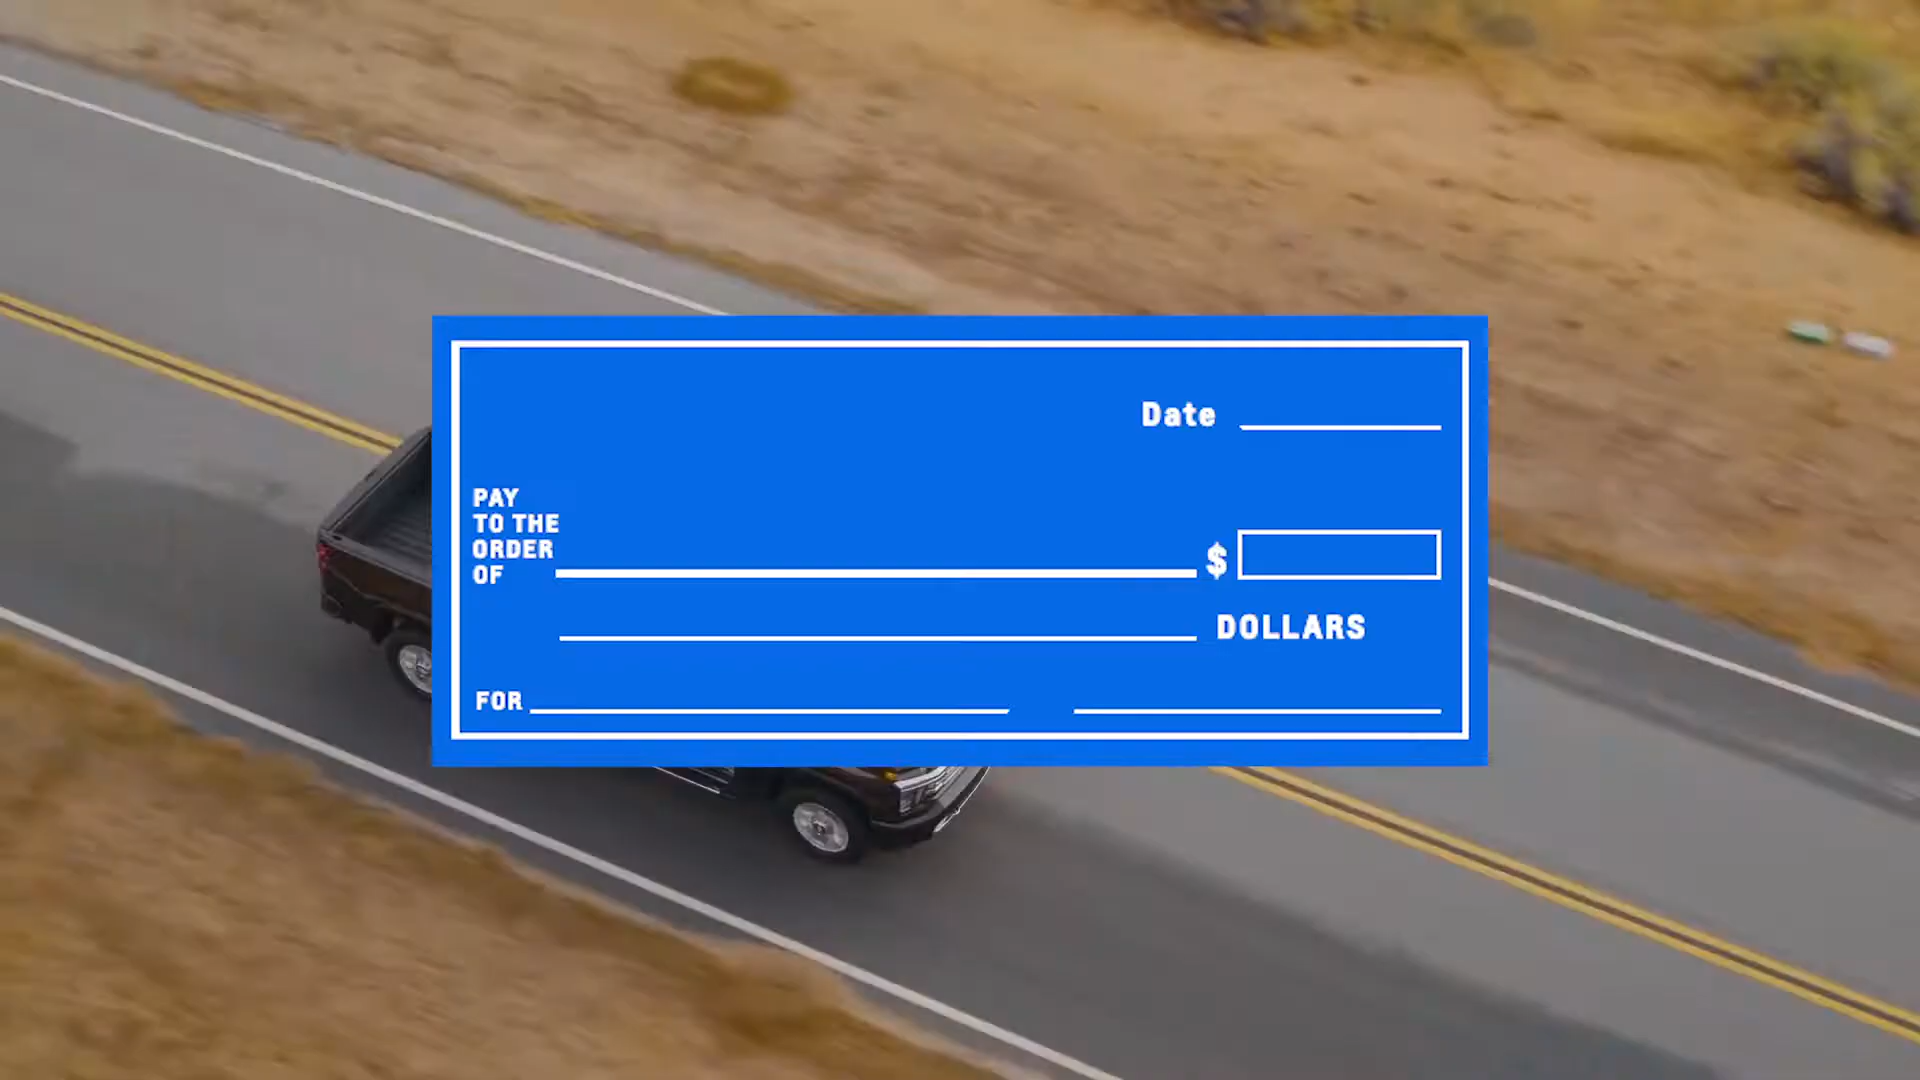 Date
PAY
TO THE
ORDER
OF
$
DOLLARS
FOR